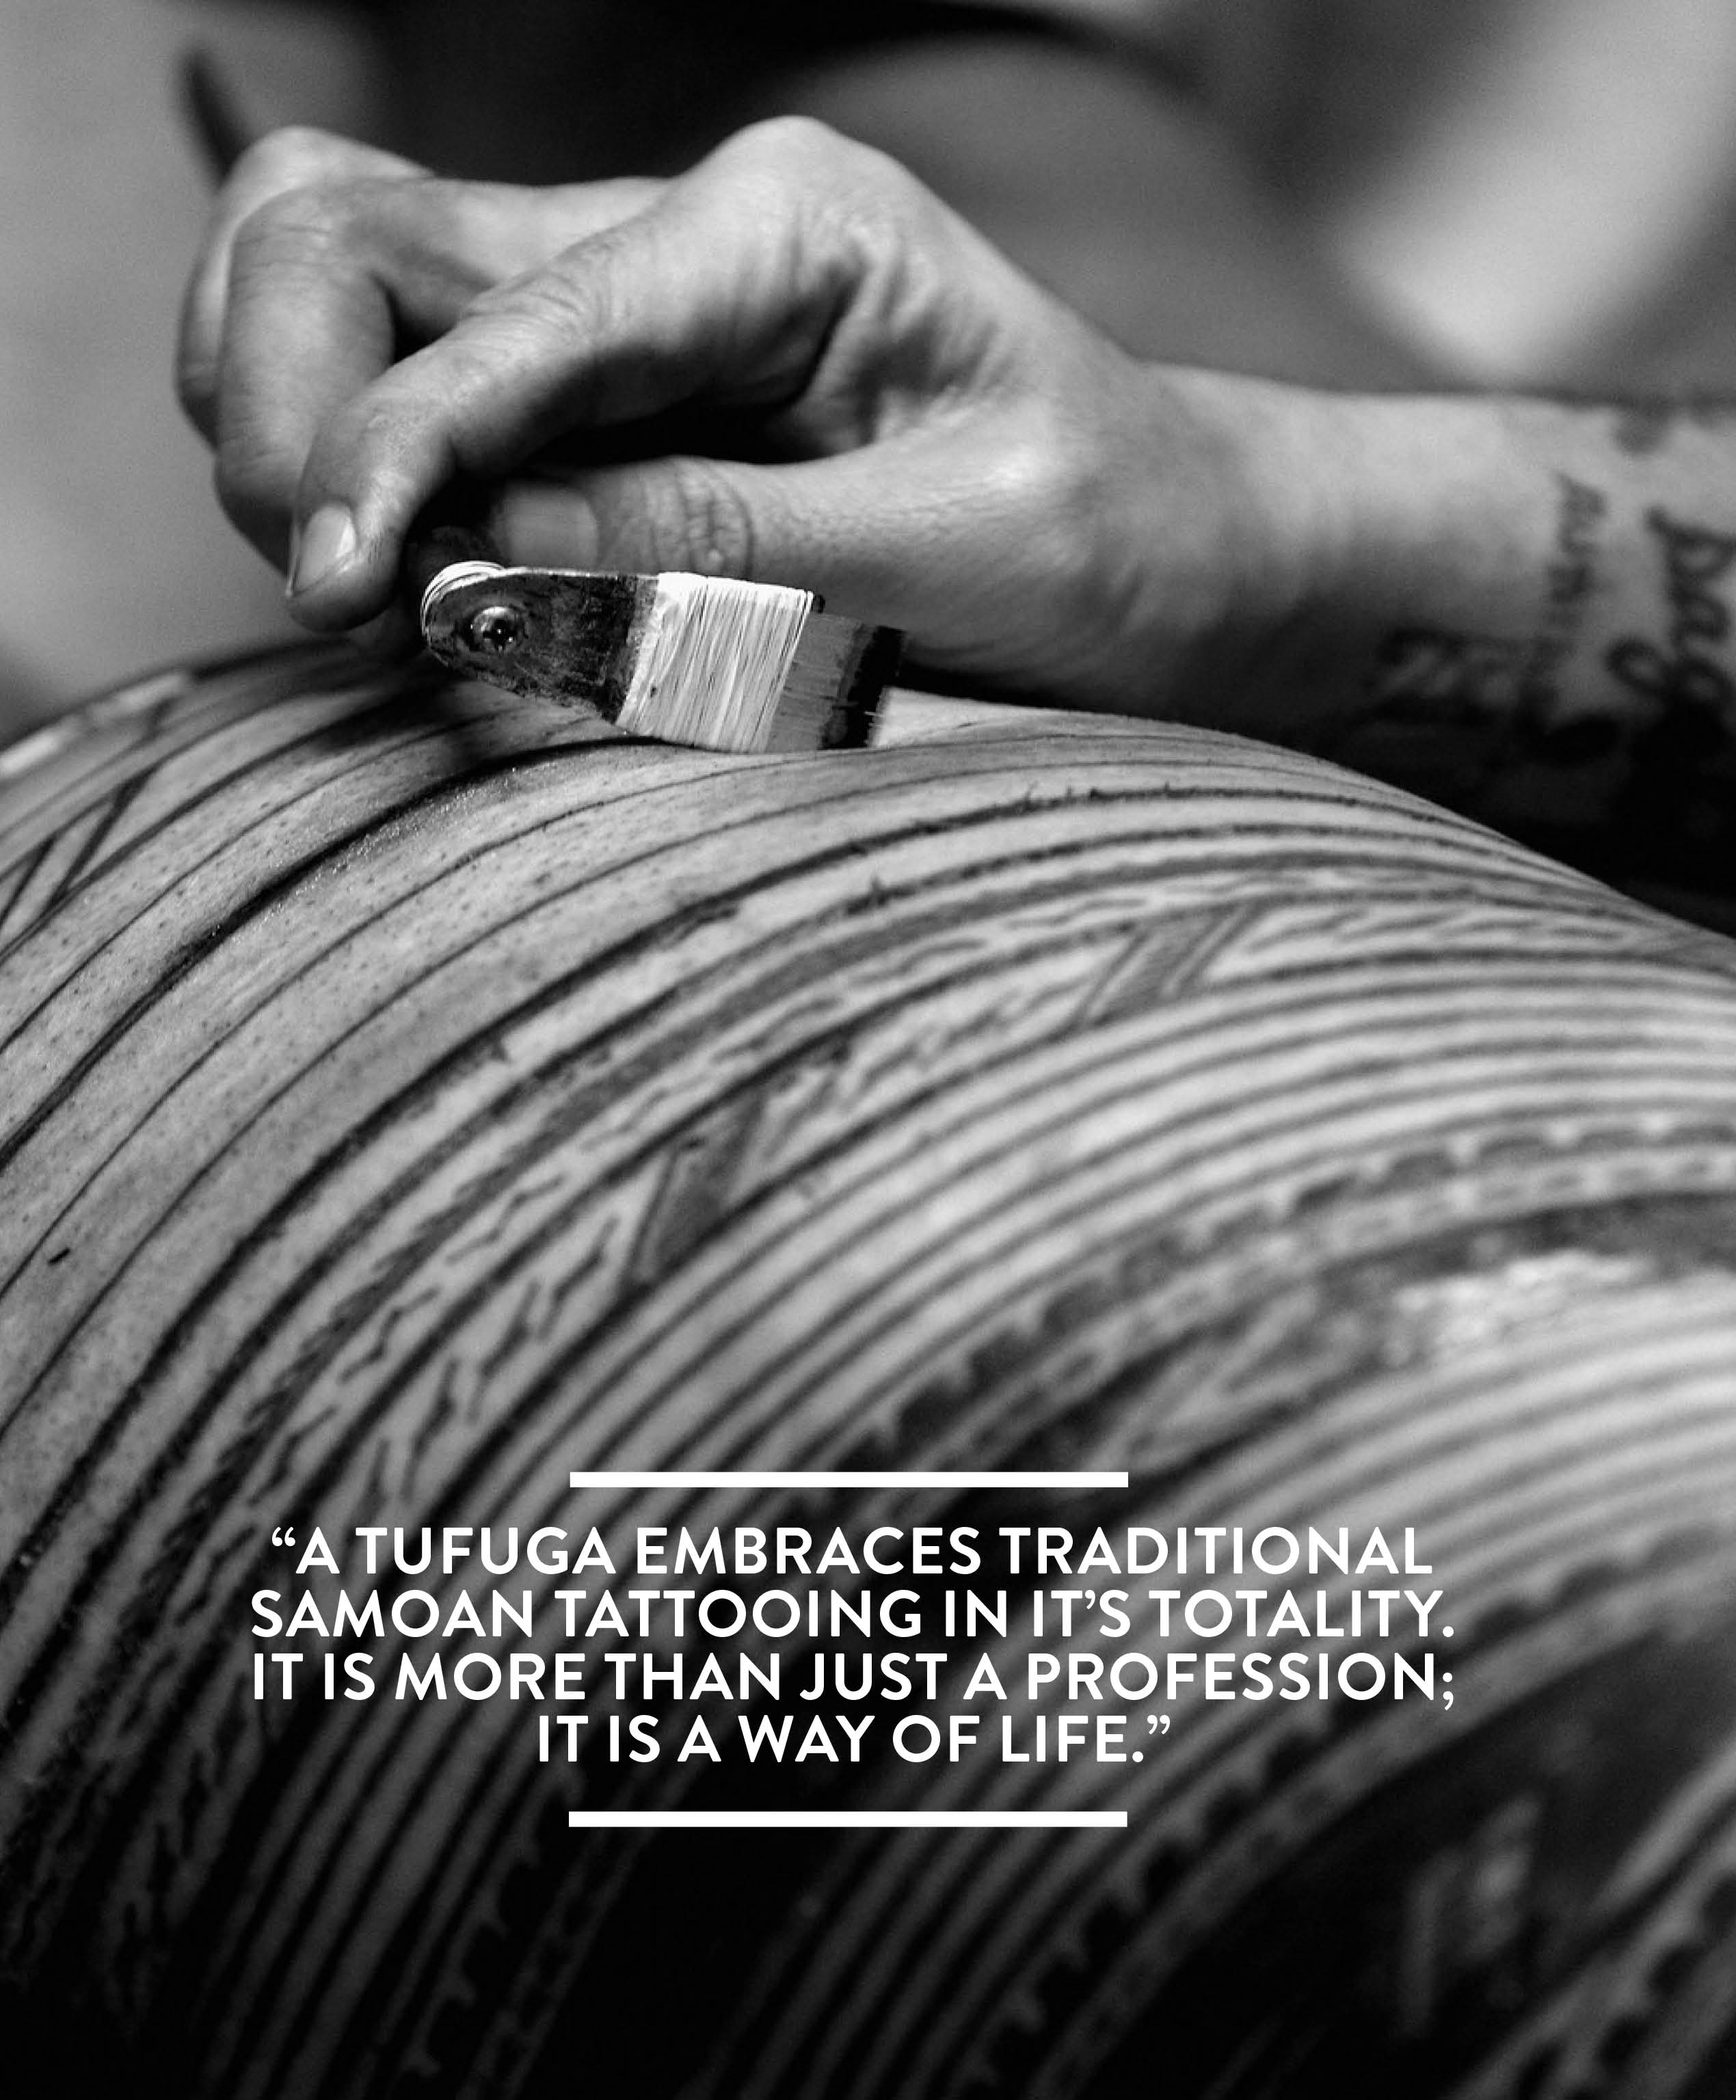 “A TUFUGA EMBRACES TRADITIONAL
SAMOAN TATTOOING IN IT’S TOTALITY.
IT IS MORE THAN JUST A PROFESSION;
IT IS A WAY OF LIFE.”